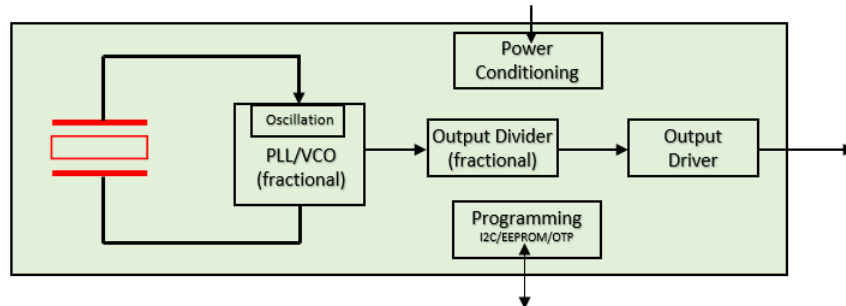 Power
Conditioning
Oscillation
PLL/VCO
(fractional)
Output Divider
(fractional)
Output
Driver
Programming
I2C/EEPROM/OTP